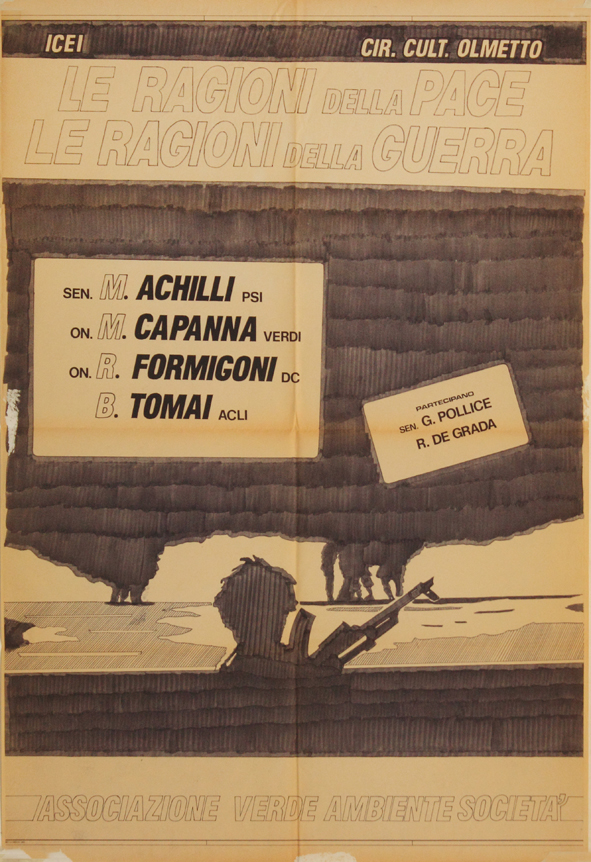 ICEI CIR. CULT. OLMETTO
LE RAGIONI DELLA PACE
LE RAGIONI DELLA GUERRA
SEN. M. ACHILLI PSI
ON. M. CAPANNA VERDI
ON. R. FORMIGONI DC
B. TOMAI ACLI
PARTECIPANO
SEN. G. POLLICE
R. DE GRADA
ASSOCIAZIONE VERDE AMBIENTE SOCIETA'